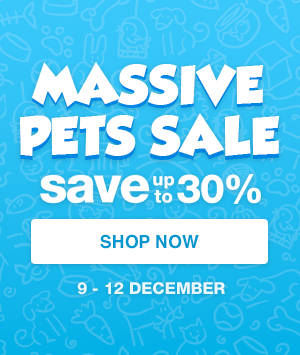 MASSIVE
PETS SALE
save up to 30%
SHOP NOW
9 - 12 DECEMBER